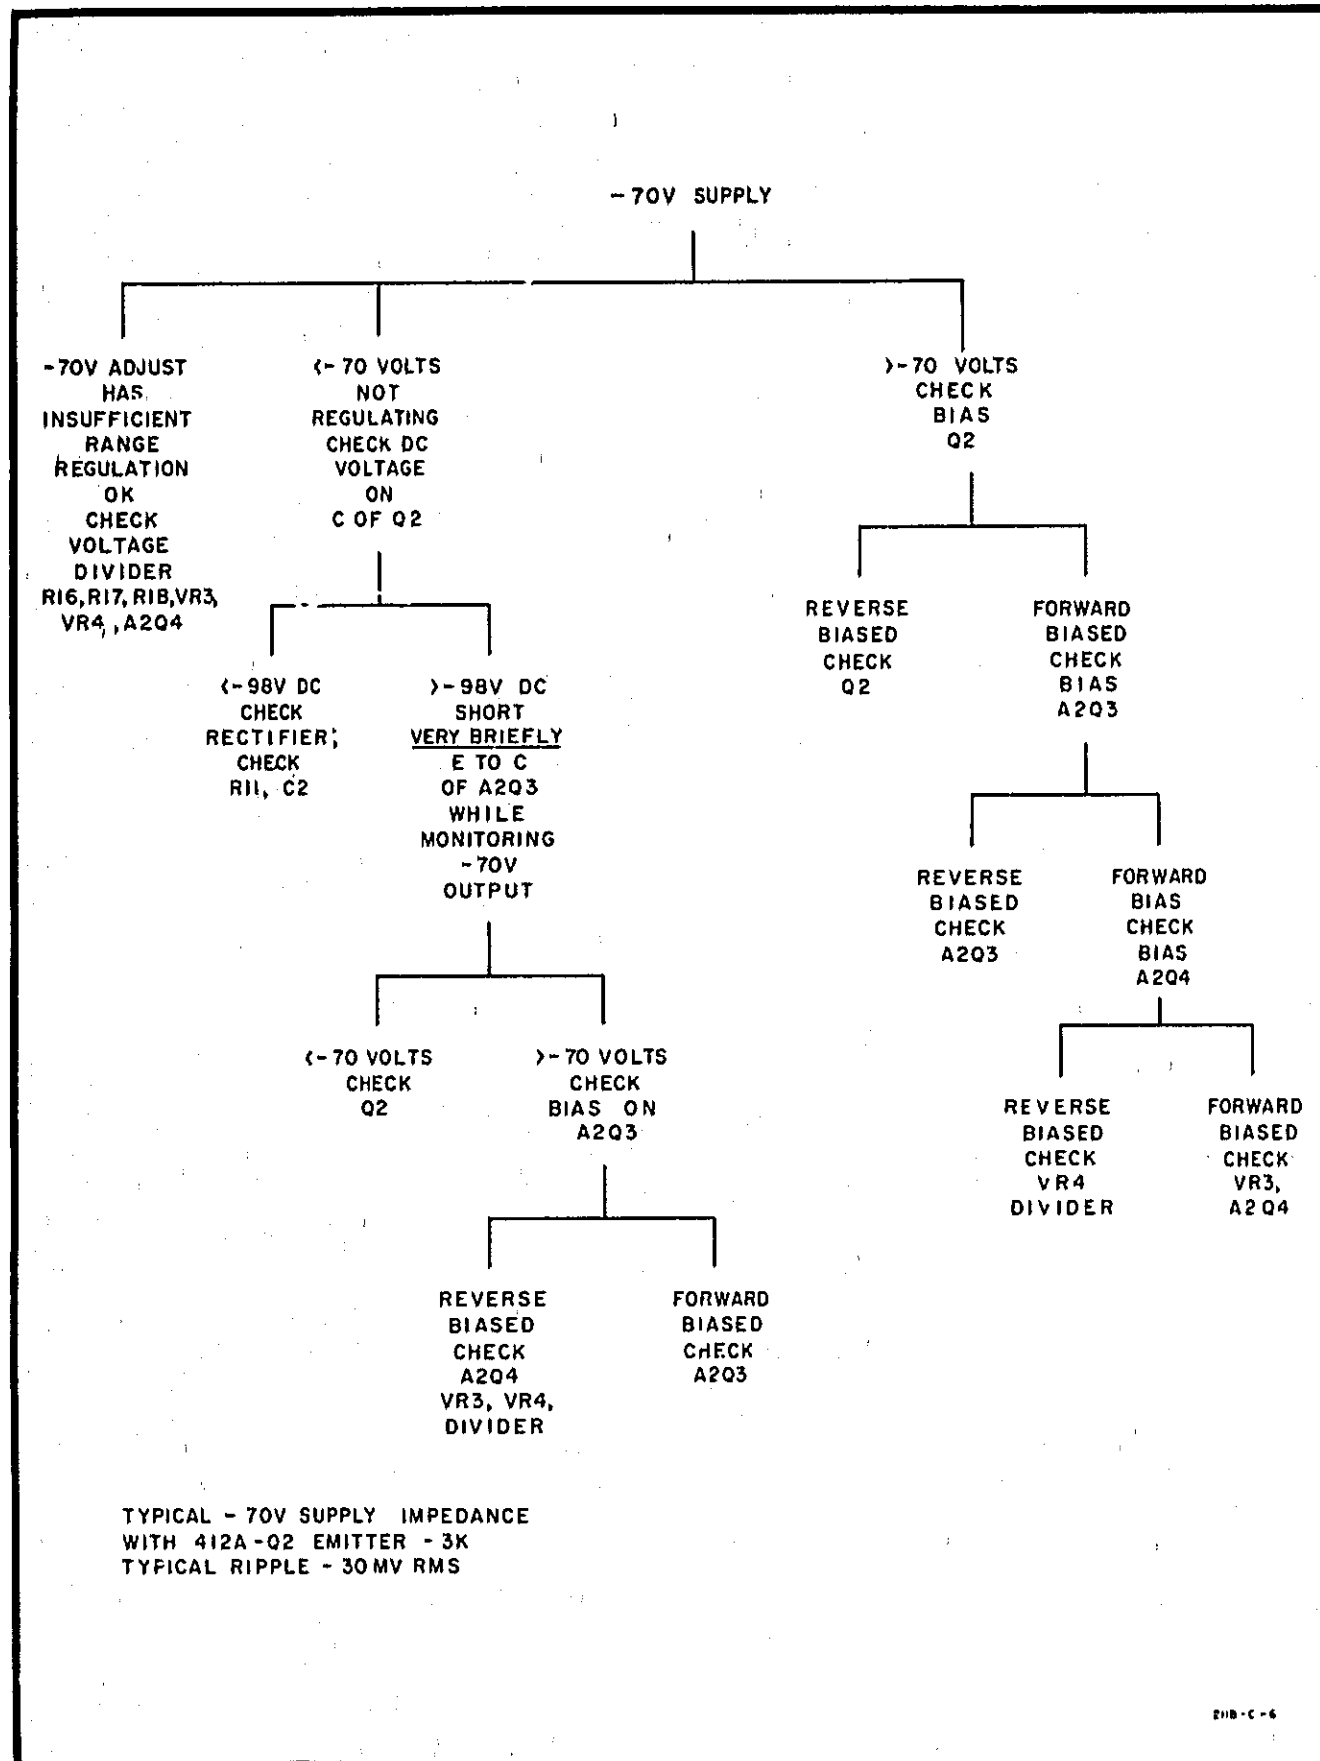 -70V SUPPLY
-70V ADJUST
HAS
INSUFFICIENT
RANGE
REGULATION
OK
CHECK
VOLTAGE
DIVIDER
R16,R17,R18,VR3,
VR4,,A2Q4
<-70 VOLTS
NOT
REGULATING
CHECK DC
VOLTAGE
ON
C OF Q2
<-98V DC
CHECK
RECTIFIER;
CHECK
R11, C2
>-98V DC
SHORT
VERY BRIEFLY
E TO C
OF A2Q3
WHILE
MONITORING
-70V
OUTPUT
<-70 VOLTS
CHECK
Q2
>-70 VOLTS
CHECK
BIAS ON
A2Q3
REVERSE
BIASED
CHECK
A2Q4
VR3, VR4,
DIVIDER
FORWARD
BIASED
CHECK
A2Q3
>-70 VOLTS
CHECK
BIAS
Q2
REVERSE
BIASED
CHECK
Q2
FORWARD
BIASED
CHECK
BIAS
A2Q3
REVERSE
BIASED
CHECK
A2Q3
FORWARD
BIAS
CHECK
BIAS
A2Q4
REVERSE
BIASED
CHECK
VR4
DIVIDER
FORWARD
BIASED
CHECK
VR3,
A2Q4
TYPICAL - 70V SUPPLY IMPEDANCE
WITH 412A-Q2 EMITTER - 3K
TYPICAL RIPPLE - 30MV RMS